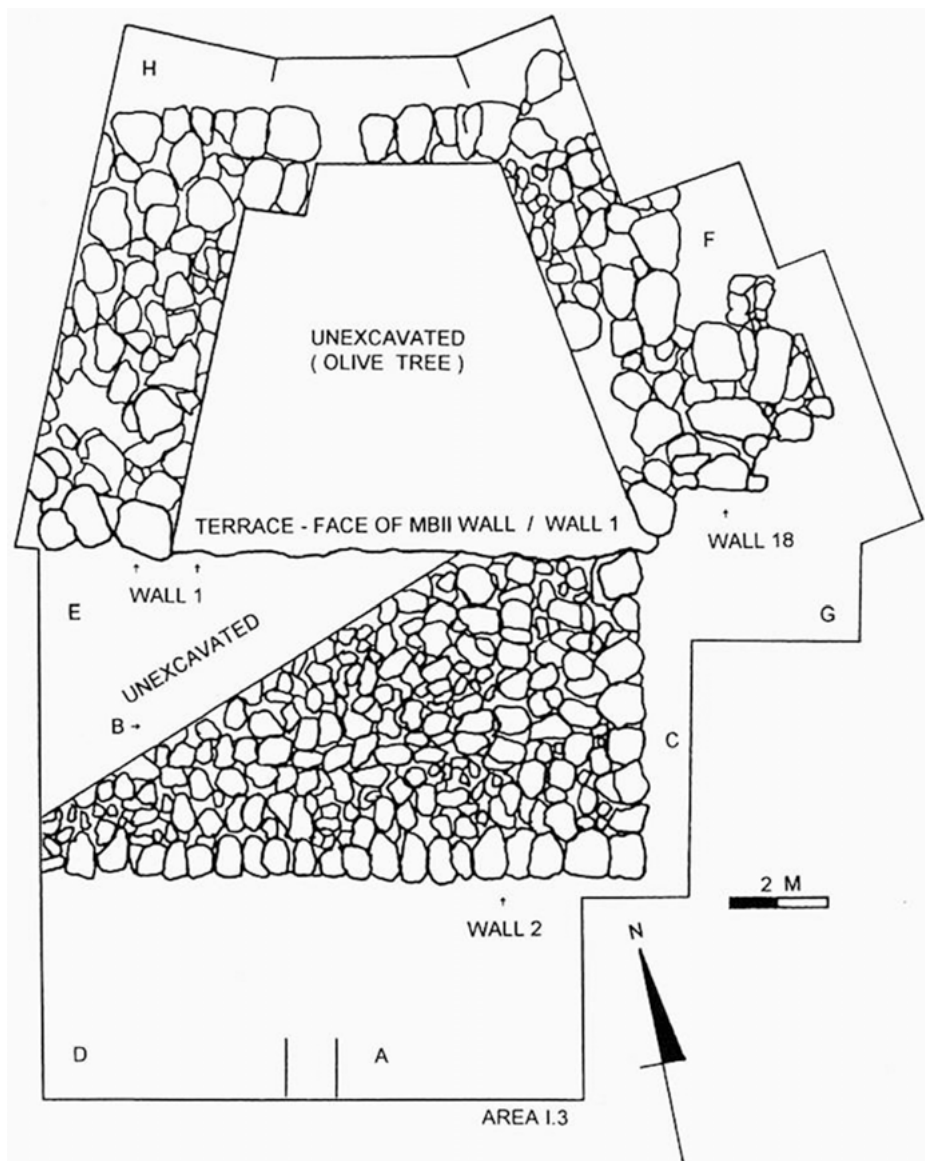 H
F
UNEXCAVATED
( OLIVE TREE )
TERRACE - FACE OF MBII WALL / WALL 1
WALL 18
WALL 1
E
G
UNEXCAVATED
B
C
2 M
WALL 2
N
D
A
AREA I.3